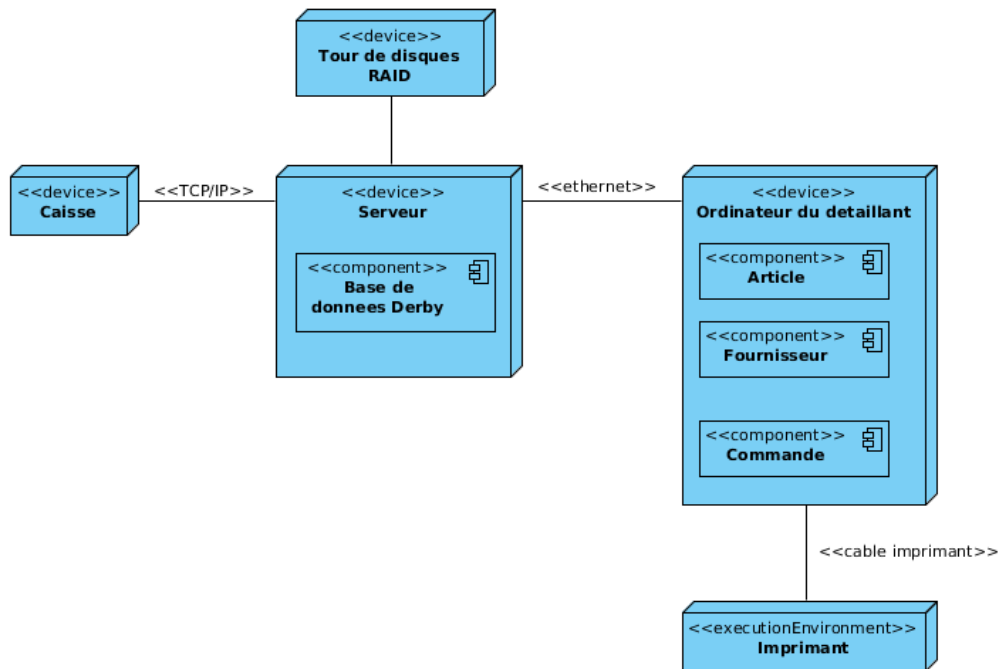 <<device>>
Tour de disques
RAID
<<device>>
Caisse
<<TCP/IP>>
<<device>>
Serveur
<<component>>
Base de
donnees Derby
<<ethernet>>
<<device>>
Ordinateur du detaillant
<<component>>
Article
<<component>>
Fournisseur
<<component>>
Commande
<<cable imprimant>>
<<executionEnvironment>>
Imprimant